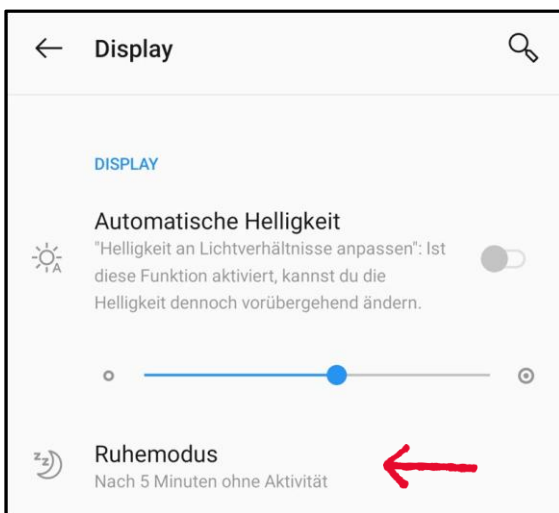 Display
DISPLAY
Automatische Helligkeit
"Helligkeit an Lichtverhältnisse anpassen": Ist
diese Funktion aktiviert, kannst du die
Helligkeit dennoch vorübergehend ändern.
Ruhemodus
Nach 5 Minuten ohne Aktivität